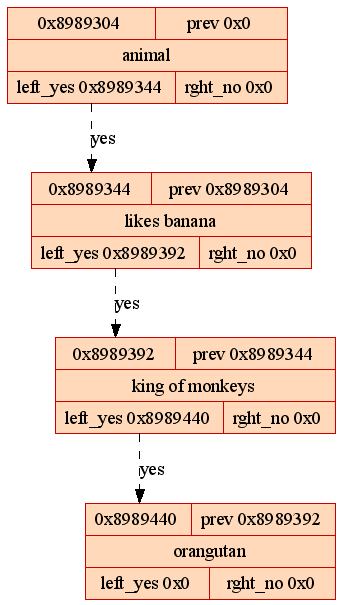 0x8989304 prev 0x0
animal
left_yes 0x8989344 rght_no 0x0
yes
0x8989344 prev 0x8989304
likes banana
left_yes 0x8989392 rght_no 0x0
yes
0x8989392 prev 0x8989344
king of monkeys
left_yes 0x8989440 rght_no 0x0
yes
0x8989440 prev 0x8989392
orangutan
left_yes 0x0 rght_no 0x0